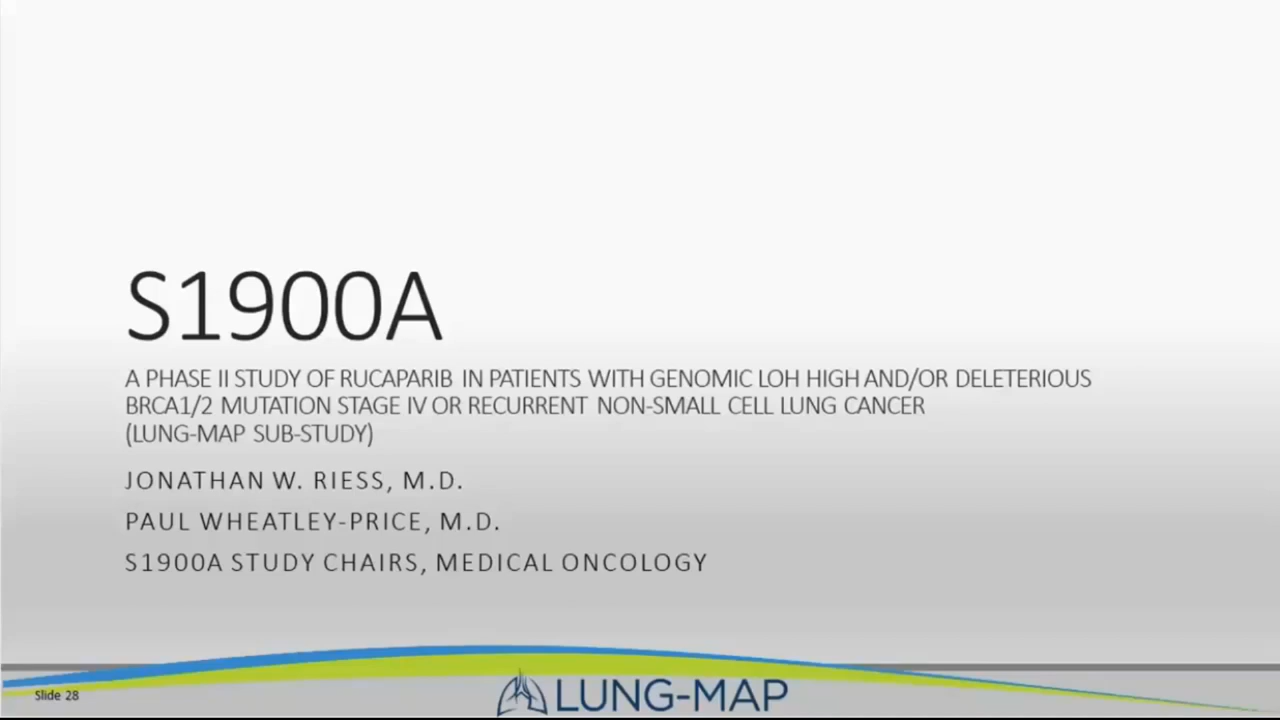 S1900A
A PHASE II STUDY OF RUCAPARIB IN PATIENTS WITH GENOMIC LOH HIGH AND/OR DELETERIOUS
BRCA1/2 MUTATION STAGE IV OR RECURRENT NON-SMALL CELL LUNG CANCER
(LUNG-MAP SUB-STUDY)
JONATHAN W. RIESS, M.D.
PAUL WHEATLEY-PRICE, M.D.
S1900A STUDY CHAIRS, MEDICAL ONCOLOGY
Slide 28
LUNG-MAP